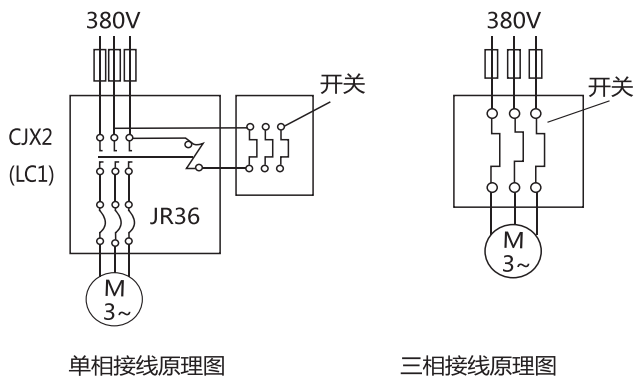 380V
开关
CJX2
(LC1)
JR36
M
3~
单相接线原理图
380V
开关
M
3~
三相接线原理图